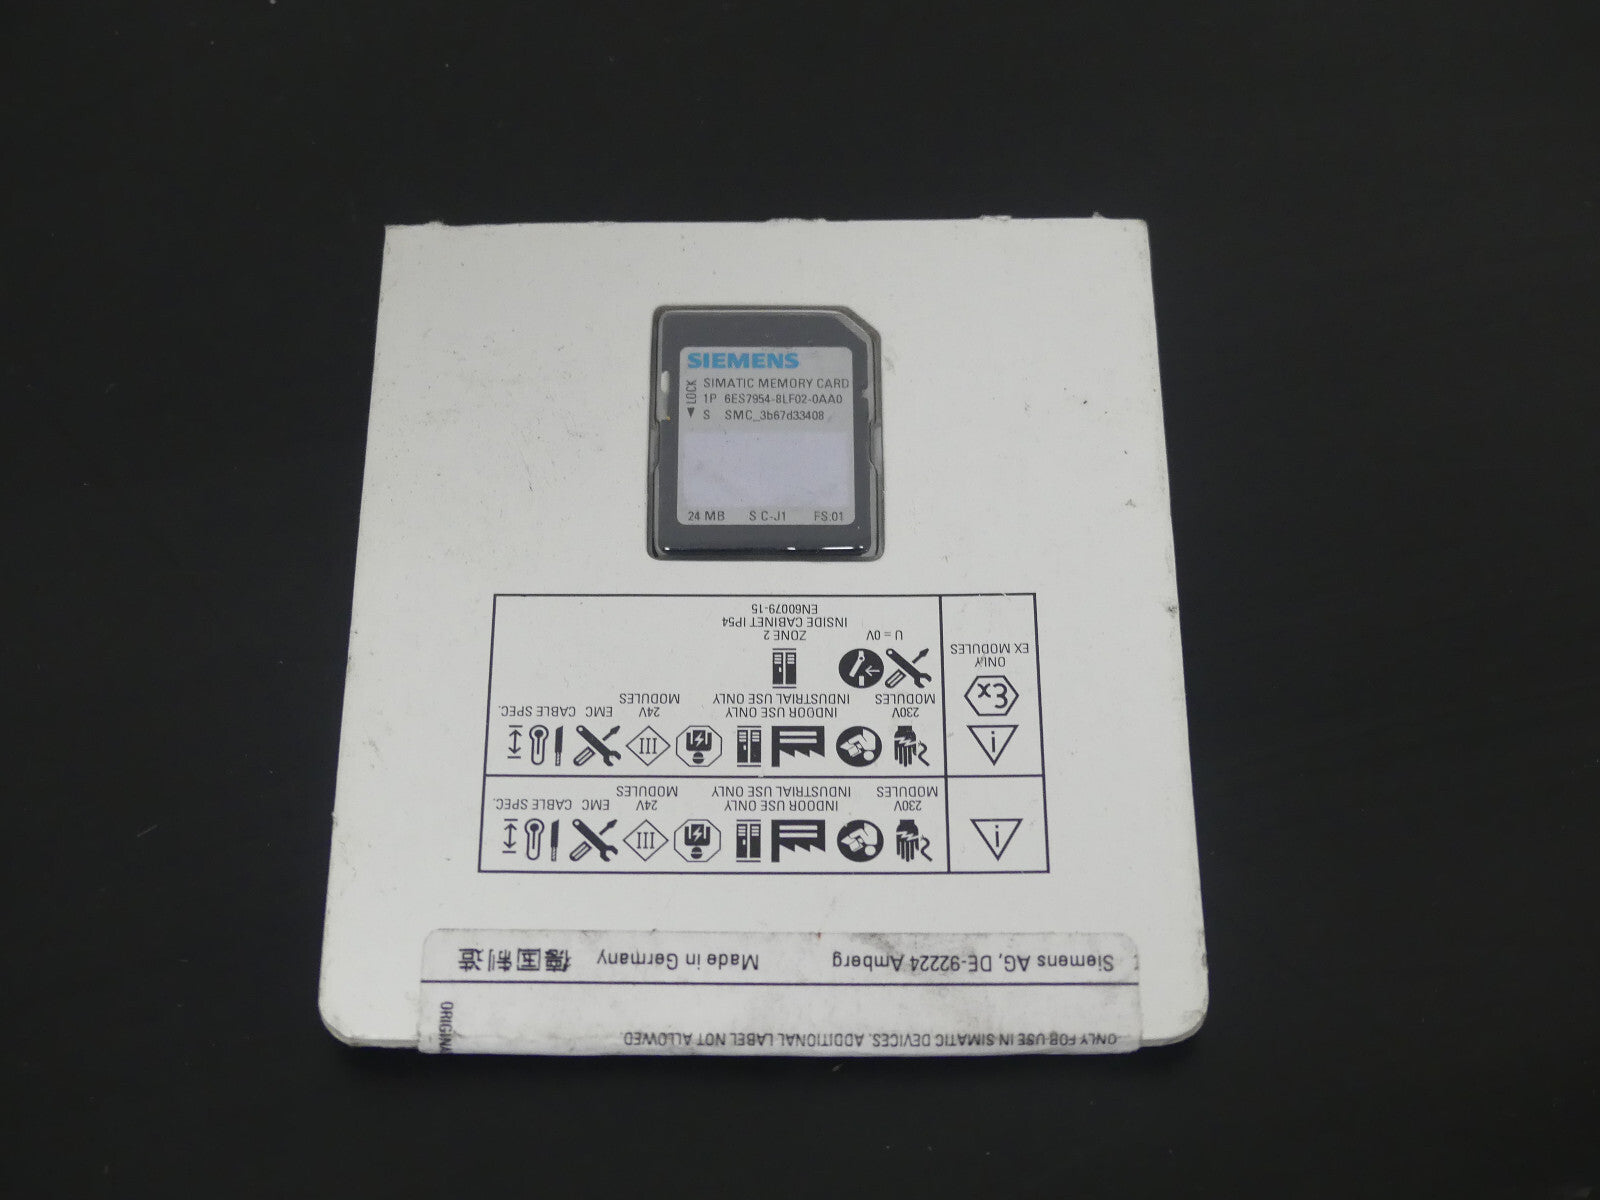 SIEMENS
SIMATIC MEMORY CARD
1P 6ES7954-8LF02-0AA0
S SMC_3b67d33408
LOCK
24 MB S C-J1 FS:01
ONLY FOR USE IN SIMATIC DEVICES. ADDITIONAL LABEL NOT ALLOWED.
Siemens AG, DE-92224 Amberg Made in Germany 德国制造
i
III
230V
MODULES
INDOOR USE ONLY
INDUSTRIAL USE ONLY
24V
MODULES
EMC
CABLE SPEC.
i
Ex
ONLY
EX MODULES
III
230V
MODULES
INDOOR USE ONLY
INDUSTRIAL USE ONLY
24V
MODULES
EMC
CABLE SPEC.
U = 0V
ZONE 2
INSIDE CABINET IP54
EN60079-15